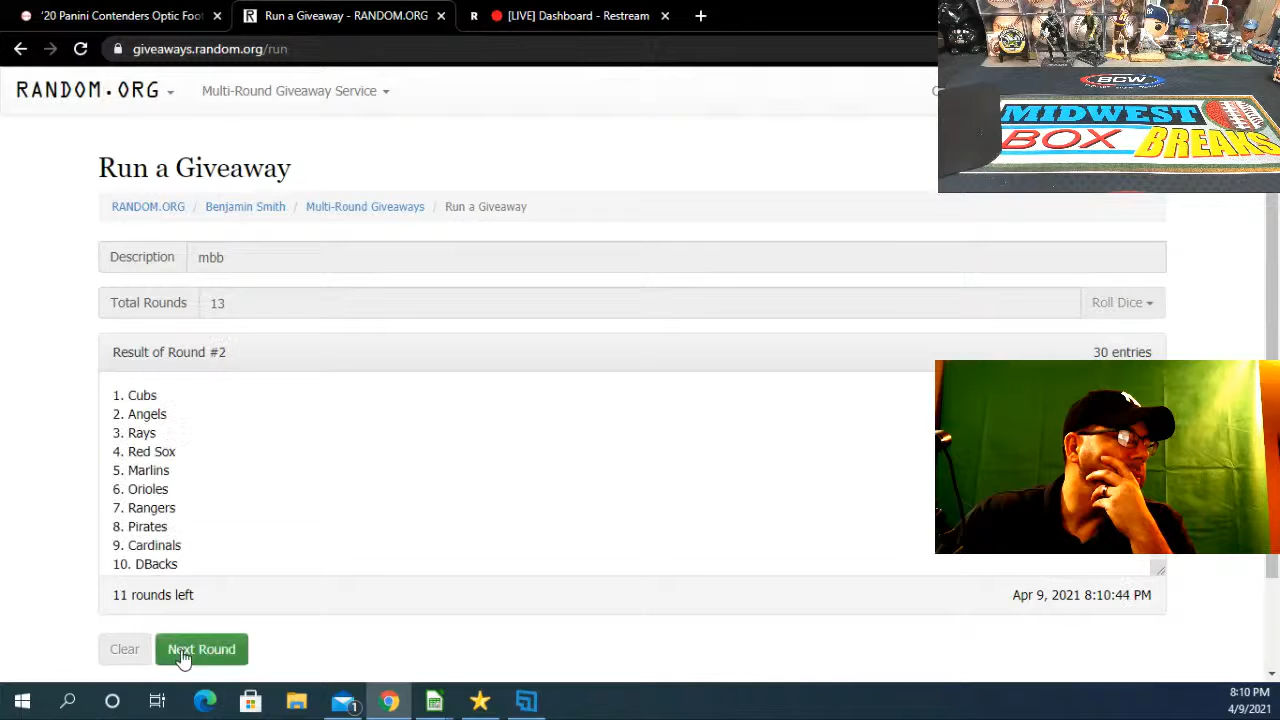 '20 Panini Contenders Optic Foot
Run a Giveaway - RANDOM.ORG
R [LIVE] Dashboard - Restream
giveaways.random.org/run
RANDOM.ORG
Multi-Round Giveaway Service
BCW
MIDWEST
BOX BREAKS
Run a Giveaway
RANDOM.ORG / Benjamin Smith / Multi-Round Giveaways / Run a Giveaway
Description mbb
Total Rounds 13 Roll Dice
Result of Round #2 30 entries
1. Cubs
2. Angels
3. Rays
4. Red Sox
5. Marlins
6. Orioles
7. Rangers
8. Pirates
9. Cardinals
10. DBacks
11 rounds left Apr 9, 2021 8:10:44 PM
Clear Next Round
1
8:10 PM
4/9/2021